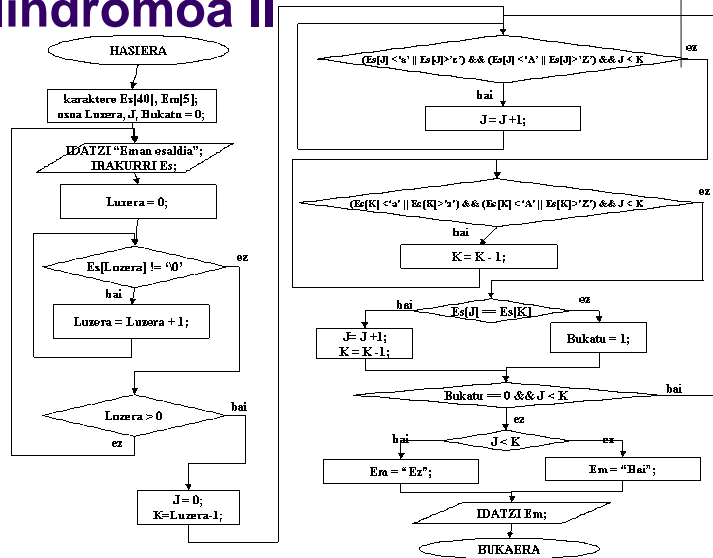 lindromoa II
HASIERA
karaktere Es[40], Em[5];
osoa Luzera, J, Bukatu = 0;
IDATZI “Eman esaldia”;
IRAKURRI Es;
Luzera = 0;
Es[Luzera] != ‘\0’
ez
bai
Luzera = Luzera + 1;
Luzera > 0
bai
ez
J = 0;
K=Luzera-1;
(Es[J] <‘a’ || Es[J]>’z’) && (Es[J] <‘A’ || Es[J]>’Z’) && J < K
ez
bai
J = J +1;
(Es[K] <‘a’ || Es[K]>’z’) && (Es[K] <‘A’ || Es[K]>’Z’) && J < K
ez
bai
K = K - 1;
Es[J] == Es[K]
bai
ez
J= J +1;
K = K -1;
Bukatu = 1;
Bukatu == 0 && J < K
bai
ez
J < K
bai
ez
Em = “Ez”;
Em = “Bai”;
IDATZI Em;
BUKAERA